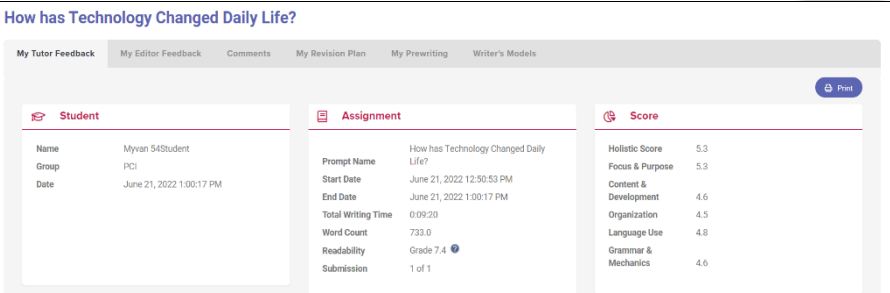 How has Technology Changed Daily Life?
My Tutor Feedback My Editor Feedback Comments My Revision Plan My Prewriting Writer's Models
Print
Student
Name Myvan 54Student
Group PCI
Date June 21, 2022 1:00:17 PM
Assignment
Prompt Name How has Technology Changed Daily
Life?
Start Date June 21, 2022 12:50:53 PM
End Date June 21, 2022 1:00:17 PM
Total Writing Time 0:09:20
Word Count 733.0
Readability Grade 7.4 ?
Submission 1 of 1
Score
Holistic Score 5.3
Focus & Purpose 5.3
Content &
Development 4.6
Organization 4.5
Language Use 4.8
Grammar &
Mechanics 4.6